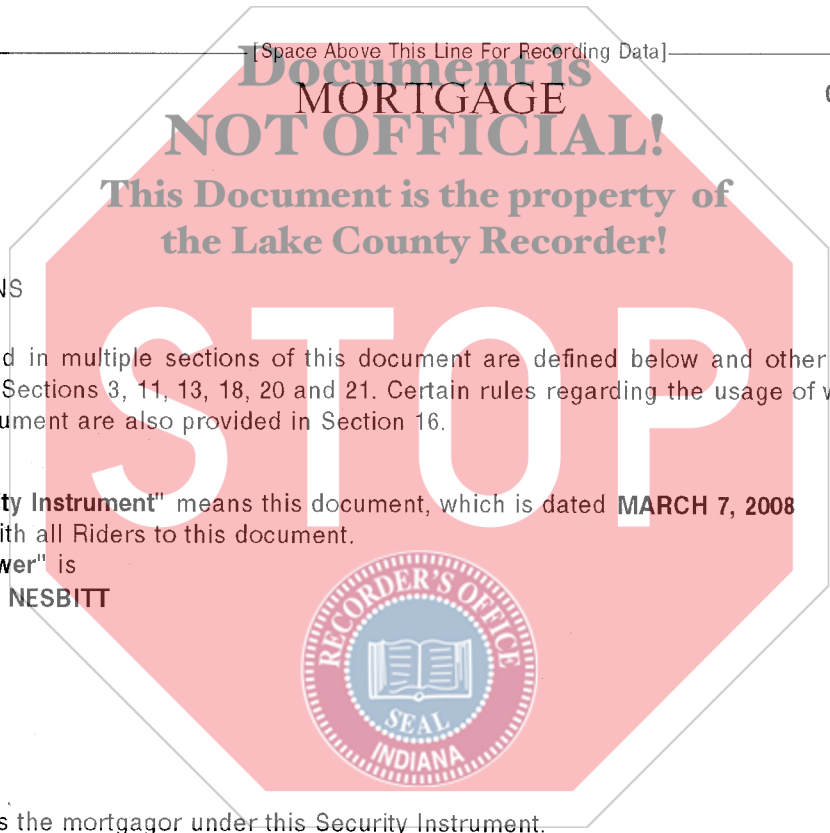 [Space Above This Line For Recording Data]
Document is
MORTGAGE
NOT OFFICIAL!
This Document is the property of
the Lake County Recorder!
NS
d in multiple sections of this document are defined below and other
Sections 3, 11, 13, 18, 20 and 21. Certain rules regarding the usage of w
ument are also provided in Section 16.
STOP
ty Instrument" means this document, which is dated MARCH 7, 2008
ith all Riders to this document.
wer" is
NESBITT
RECORDER'S OFFICE
SEAL
INDIANA
s the mortgagor under this Security Instrument.